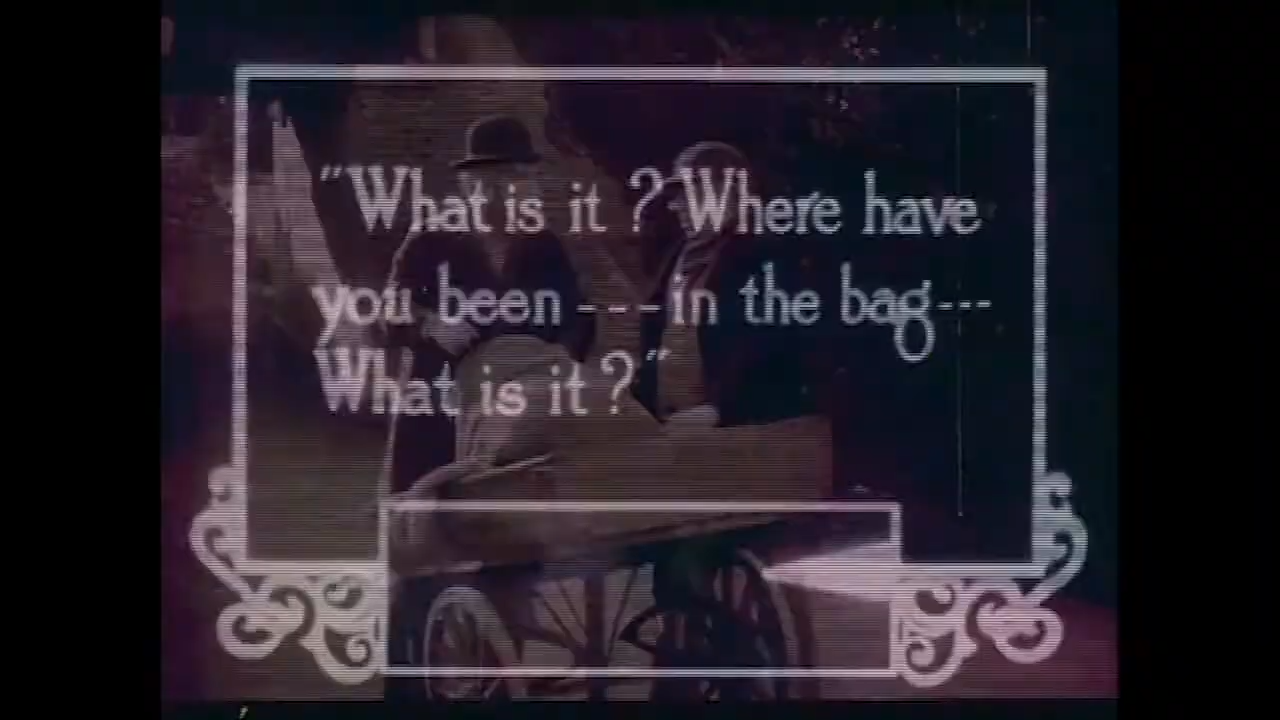 "What is it? Where have
you been --- in the bag---
What is it?"